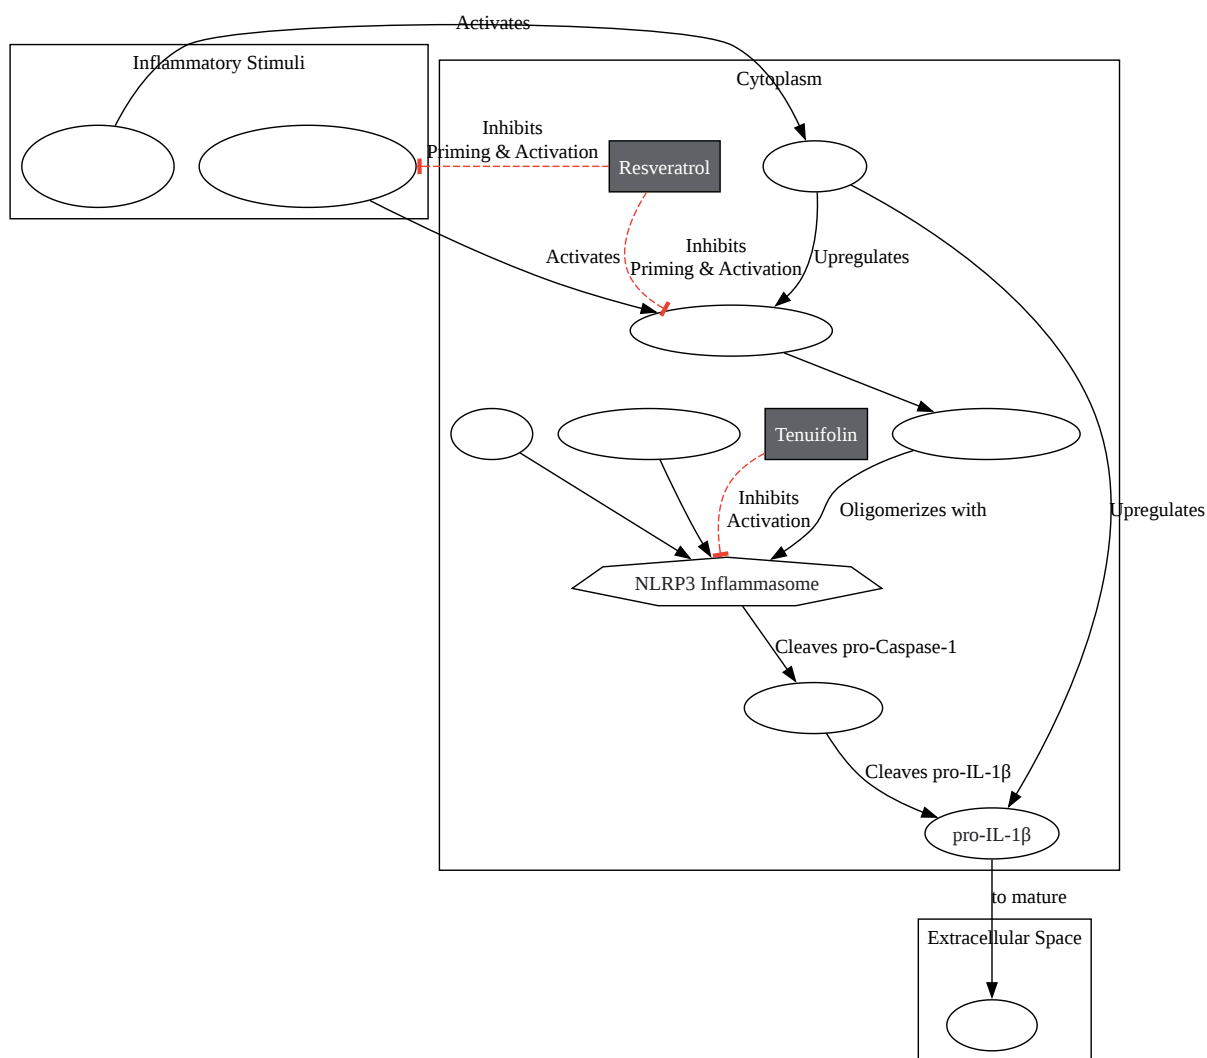 Activates
Inflammatory Stimuli
Cytoplasm
Inhibits
Priming & Activation
Resveratrol
Activates
Inhibits
Priming & Activation
Upregulates
Tenuifolin
Inhibits
Activation
Oligomerizes with
Upregulates
NLRP3 Inflammasome
Cleaves pro-Caspase-1
Cleaves pro-IL-1β
pro-IL-1β
to mature
Extracellular Space